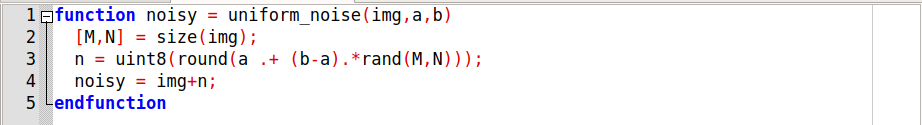 1 function noisy = uniform_noise(img,a,b)
2 [M,N] = size(img);
3 n = uint8(round(a .+ (b-a).*rand(M,N)));
4 noisy = img+n;
5 endfunction